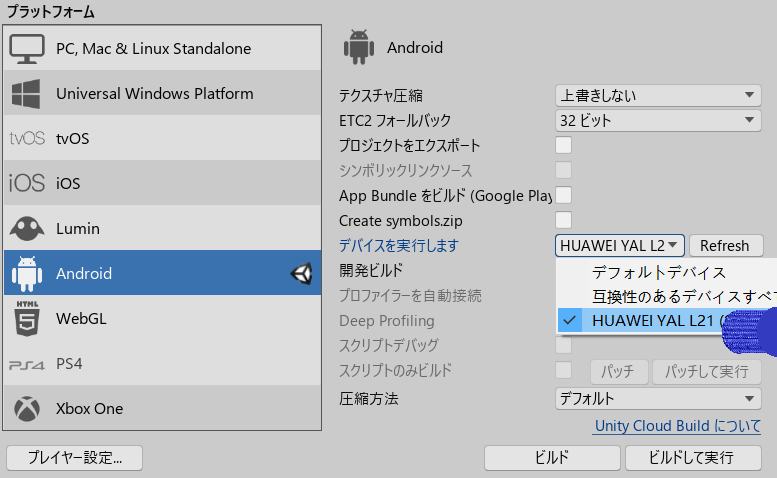 プラットフォーム
PC, Mac & Linux Standalone
Universal Windows Platform
tvOS tvOS
iOS iOS
Lumin
Android
HTML
WebGL
PS4 PS4
Xbox One
プレイヤー設定...
Android
テクスチャ圧縮 上書きしない
ETC2 フォールバック 32 ビット
プロジェクトをエクスポート
シンボリックリンクソース
App Bundle をビルド (Google Play
Create symbols.zip
デバイスを実行します HUAWEI YAL L2 Refresh
デフォルトデバイス
互換性のあるデバイスすべて
HUAWEI YAL L21 (
開発ビルド
プロファイラーを自動接続
Deep Profiling
スクリプトデバッグ
スクリプトのみビルド パッチ パッチして実行
圧縮方法 デフォルト
Unity Cloud Build について
ビルド ビルドして実行